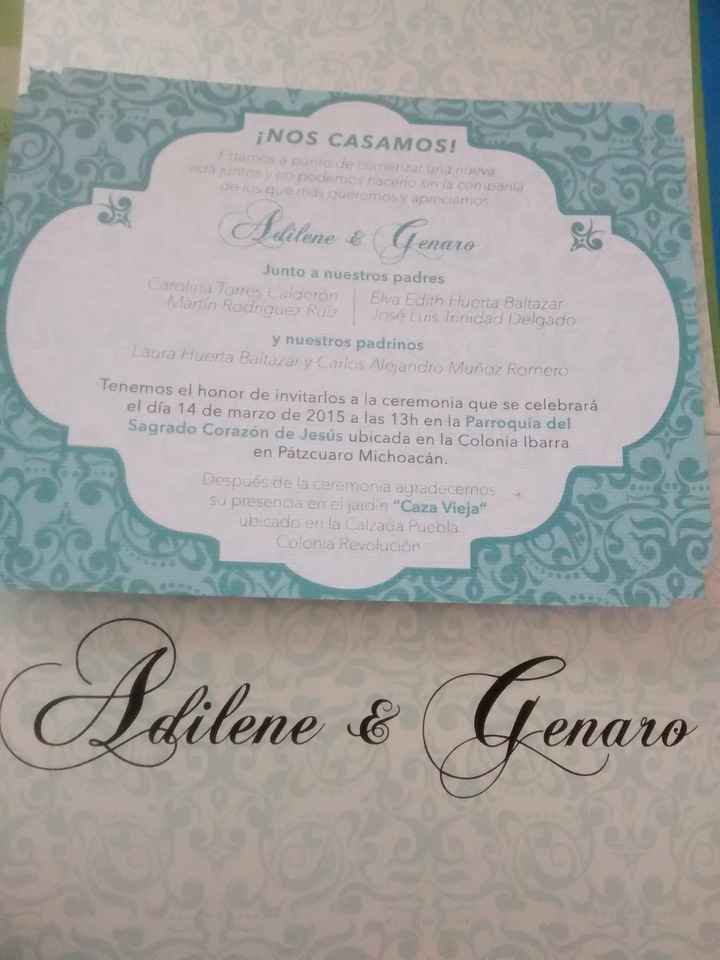 ¡NOS CASAMOS!
Estamos a punto de comenzar una nueva
vida juntos y no podemos hacerlo sin la compañía
de los que más queremos y apreciamos
Adilene & Genaro
Junto a nuestros padres
Carolina Torres Calderón
Martín Rodríguez Ruiz
Elva Edith Huerta Baltazar
José Luis Trinidad Delgado
y nuestros padrinos
Laura Huerta Baltazar y Carlos Alejandro Muñoz Romero
Tenemos el honor de invitarlos a la ceremonia que se celebrará
el día 14 de marzo de 2015 a las 13h en la Parroquia del
Sagrado Corazón de Jesús ubicada en la Colonia Ibarra
en Pátzcuaro Michoacán.
Después de la ceremonia agradecemos
su presencia en el jardín "Caza Vieja"
ubicado en la Calzada Puebla.
Colonia Revolución
Adilene & Genaro